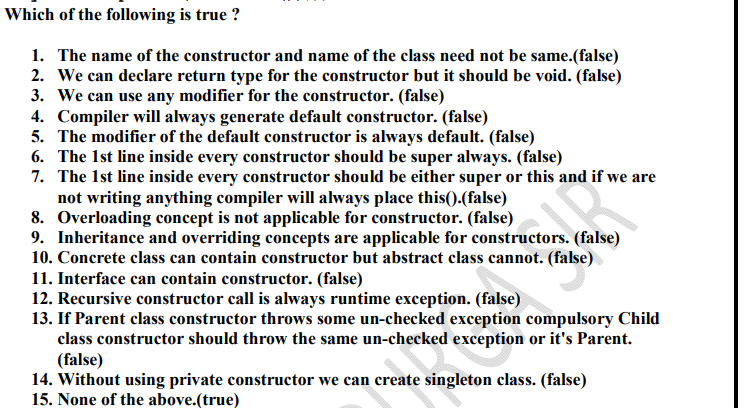 Which of the following is true ?
1. The name of the constructor and name of the class need not be same.(false)
2. We can declare return type for the constructor but it should be void. (false)
3. We can use any modifier for the constructor. (false)
4. Compiler will always generate default constructor. (false)
5. The modifier of the default constructor is always default. (false)
6. The 1st line inside every constructor should be super always. (false)
7. The 1st line inside every constructor should be either super or this and if we are
not writing anything compiler will always place this().(false)
8. Overloading concept is not applicable for constructor. (false)
9. Inheritance and overriding concepts are applicable for constructors. (false)
10. Concrete class can contain constructor but abstract class cannot. (false)
11. Interface can contain constructor. (false)
12. Recursive constructor call is always runtime exception. (false)
13. If Parent class constructor throws some un-checked exception compulsory Child
class constructor should throw the same un-checked exception or it's Parent.
(false)
14. Without using private constructor we can create singleton class. (false)
15. None of the above.(true)
URGA SIR